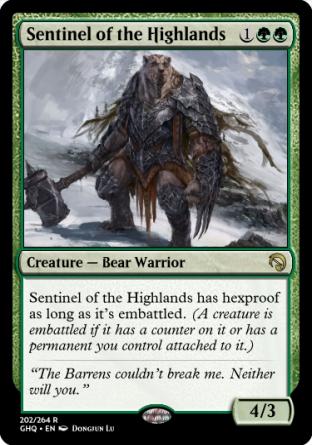 Sentinel of the Highlands 1
Creature — Bear Warrior
Sentinel of the Highlands has hexproof
as long as it's embattled. (A creature is
embattled if it has a counter on it or has a
permanent you control attached to it.)
"The Barrens couldn't break me. Neither
will you."
4/3
202/264 R
GHQ • EN DONGJUN LU